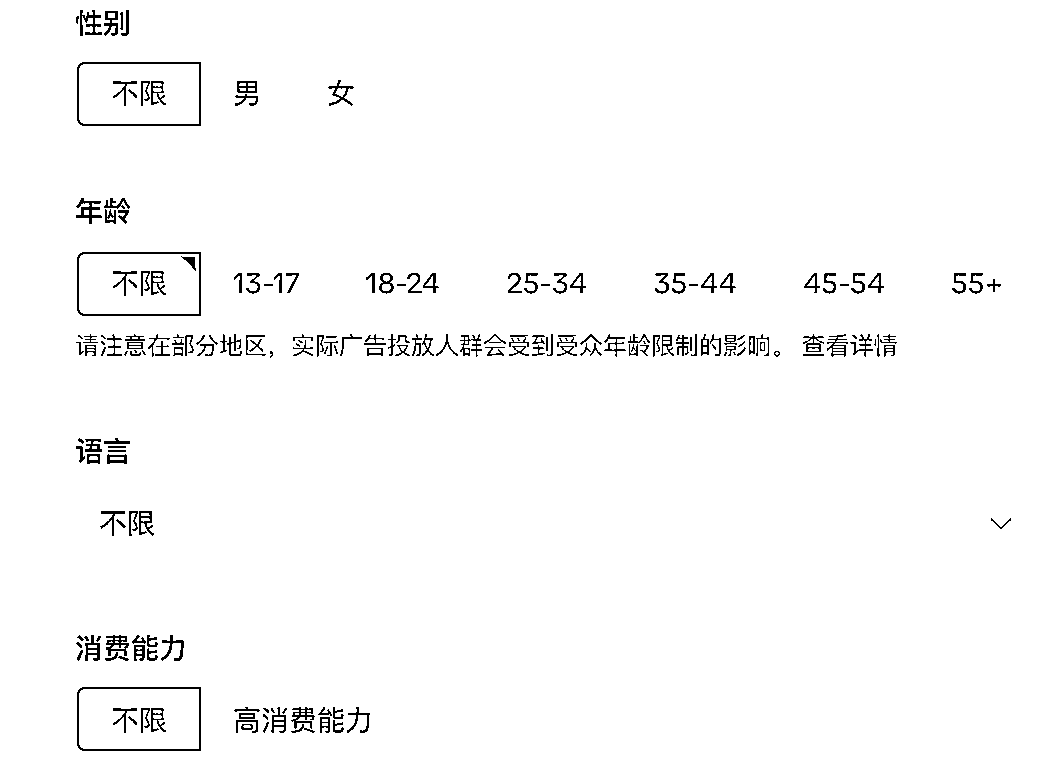 性别
不限 男 女
年龄
不限 13-17 18-24 25-34 35-44 45-54 55+
请注意在部分地区，实际广告投放人群会受到受众年龄限制的影响。 查看详情
语言
不限
消费能力
不限 高消费能力